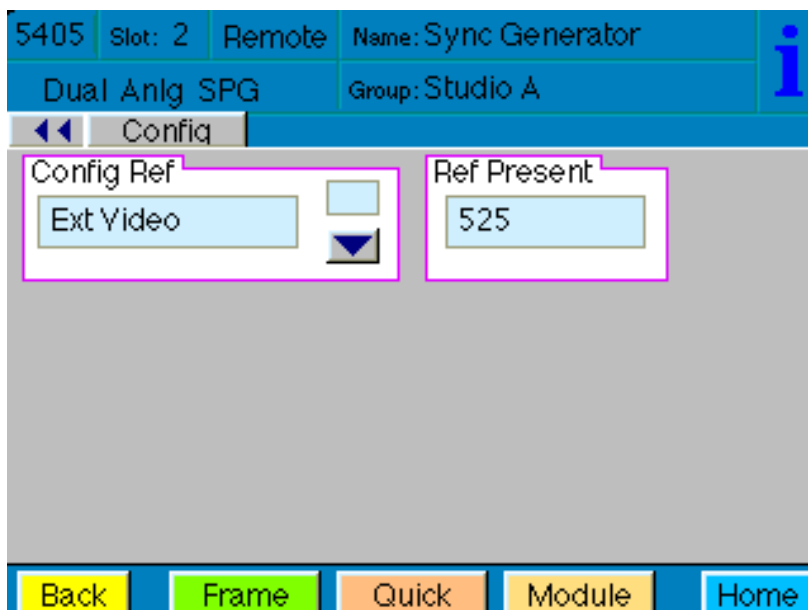 5405 Slot: 2 Remote Name: Sync Generator
Dual Anlg SPG Group: Studio A
Config
Config Ref Ref Present
Ext Video 525
Back Frame Quick Module Home